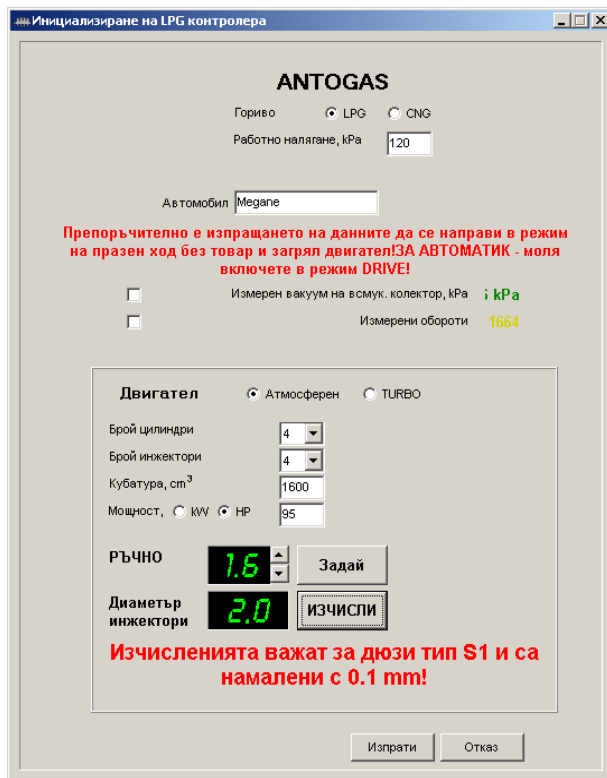 Инициализиране на LPG контролера
ANTOGAS
Гориво LPG CNG
Работно налягане, kPa 120
Автомобил Megane
Препоръчително е изпращането на данните да се направи в режим
на празен ход без товар и загрял двигател!ЗА АВТОМАТИК - моля
включете в режим DRIVE!
Измерен вакуум на всмук. колектор, kPa kPa
Измерени обороти 1664
Двигател Атмосферен TURBO
Брой цилиндри 4
Брой инжектори 4
Кубатура, cm³ 1600
Мощност, kW HP 95
РЪЧНО 1.6 Задай
Диаметър
инжектори 2.0 ИЗЧИСЛИ
Изчисленията важат за дюзи тип S1 и са
намалени с 0.1 mm!
Изпрати Отказ